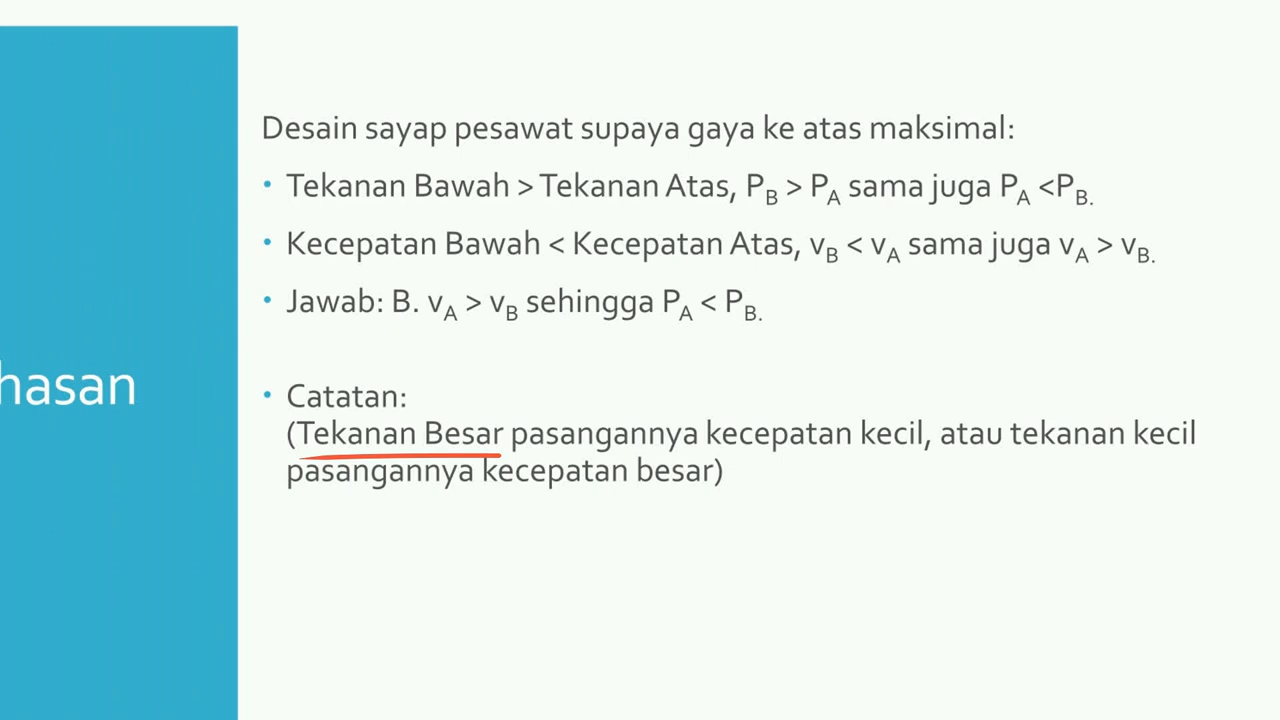 hasan
Desain sayap pesawat supaya gaya ke atas maksimal:
• Tekanan Bawah > Tekanan Atas, P_B > P_A sama juga P_A <P_B.
• Kecepatan Bawah < Kecepatan Atas, v_B < v_A sama juga v_A > v_B.
• Jawab: B. v_A > v_B sehingga P_A < P_B.
• Catatan:
(Tekanan Besar pasangannya kecepatan kecil, atau tekanan kecil
pasangannya kecepatan besar)